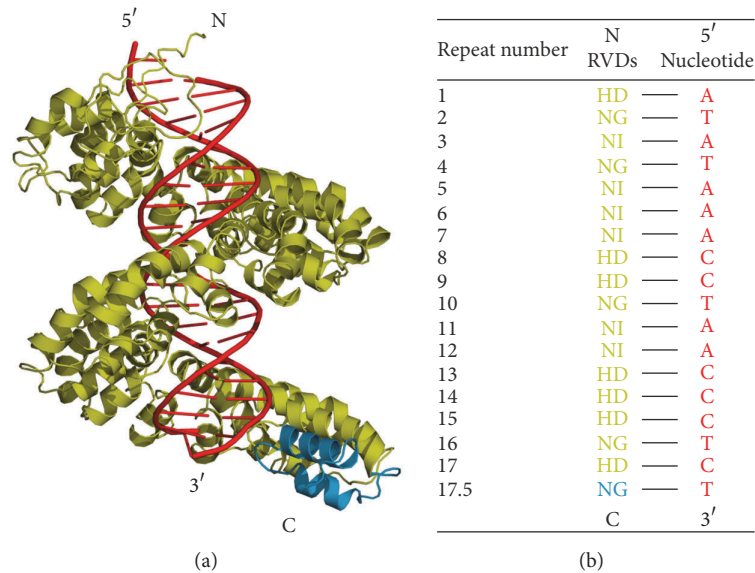 5′
N
3′
C
(a)
Repeat number N RVDs 5′ Nucleotide
1 HD A
2 NG T
3 NI A
4 NG T
5 NI A
6 NI A
7 NI A
8 HD C
9 HD C
10 NG T
11 NI A
12 NI A
13 HD C
14 HD C
15 HD C
16 NG T
17 HD C
17.5 NG T
C 3′
(b)